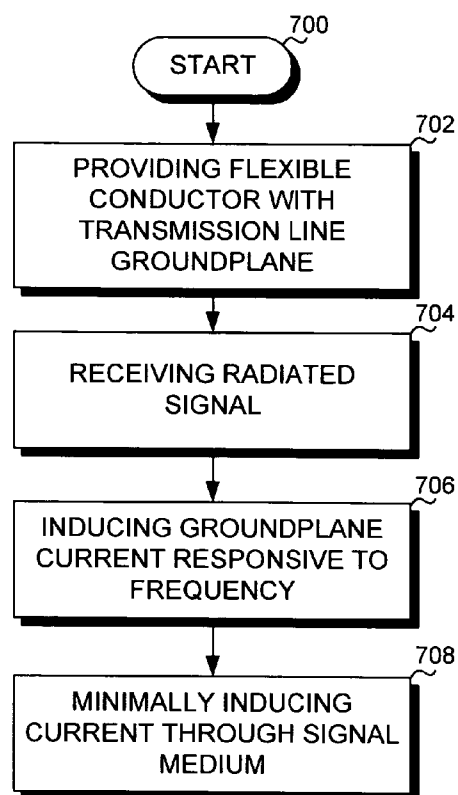 700
START
702
PROVIDING FLEXIBLE
CONDUCTOR WITH
TRANSMISSION LINE
GROUNDPLANE
704
RECEIVING RADIATED
SIGNAL
706
INDUCING GROUNDPLANE
CURRENT RESPONSIVE TO
FREQUENCY
708
MINIMALLY INDUCING
CURRENT THROUGH SIGNAL
MEDIUM